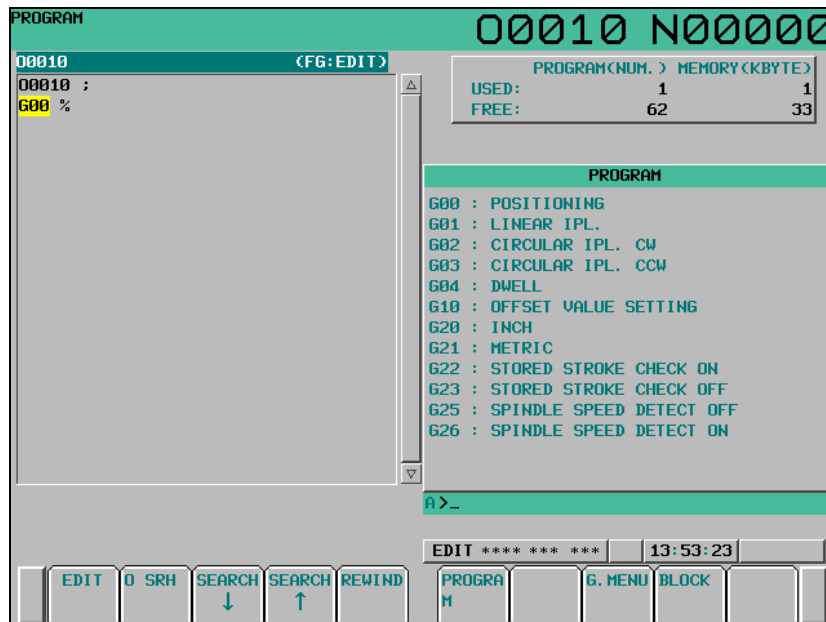 PROGRAM
O0010 N00000
O0010 (FG:EDIT)
O0010 ;
G00 %
PROGRAM(NUM.) MEMORY(KBYTE)
USED: 1 1
FREE: 62 33
PROGRAM
G00 : POSITIONING
G01 : LINEAR IPL.
G02 : CIRCULAR IPL. CW
G03 : CIRCULAR IPL. CCW
G04 : DWELL
G10 : OFFSET VALUE SETTING
G20 : INCH
G21 : METRIC
G22 : STORED STROKE CHECK ON
G23 : STORED STROKE CHECK OFF
G25 : SPINDLE SPEED DETECT OFF
G26 : SPINDLE SPEED DETECT ON
A>_
EDIT **** *** *** 13:53:23
EDIT O SRH SEARCH↓ SEARCH↑ REWIND PROGRA
M G.MENU BLOCK